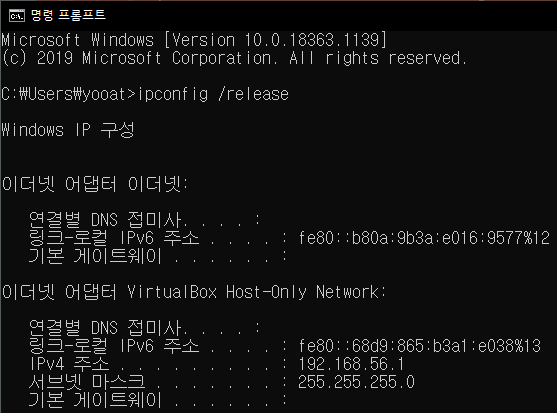 명령 프롬프트
Microsoft Windows [Version 10.0.18363.1139]
(c) 2019 Microsoft Corporation. All rights reserved.
C:₩Users₩yooat>ipconfig /release
Windows IP 구성
이더넷 어댑터 이더넷:
연결별 DNS 접미사. . . . :
링크-로컬 IPv6 주소 . . . . : fe80::b80a:9b3a:e016:9577%12
기본 게이트웨이 . . . . . . :
이더넷 어댑터 VirtualBox Host-Only Network:
연결별 DNS 접미사. . . . :
링크-로컬 IPv6 주소 . . . . : fe80::68d9:865:b3a1:e038%13
IPv4 주소 . . . . . . . . . : 192.168.56.1
서브넷 마스크 . . . . . . . : 255.255.255.0
기본 게이트웨이 . . . . . . :